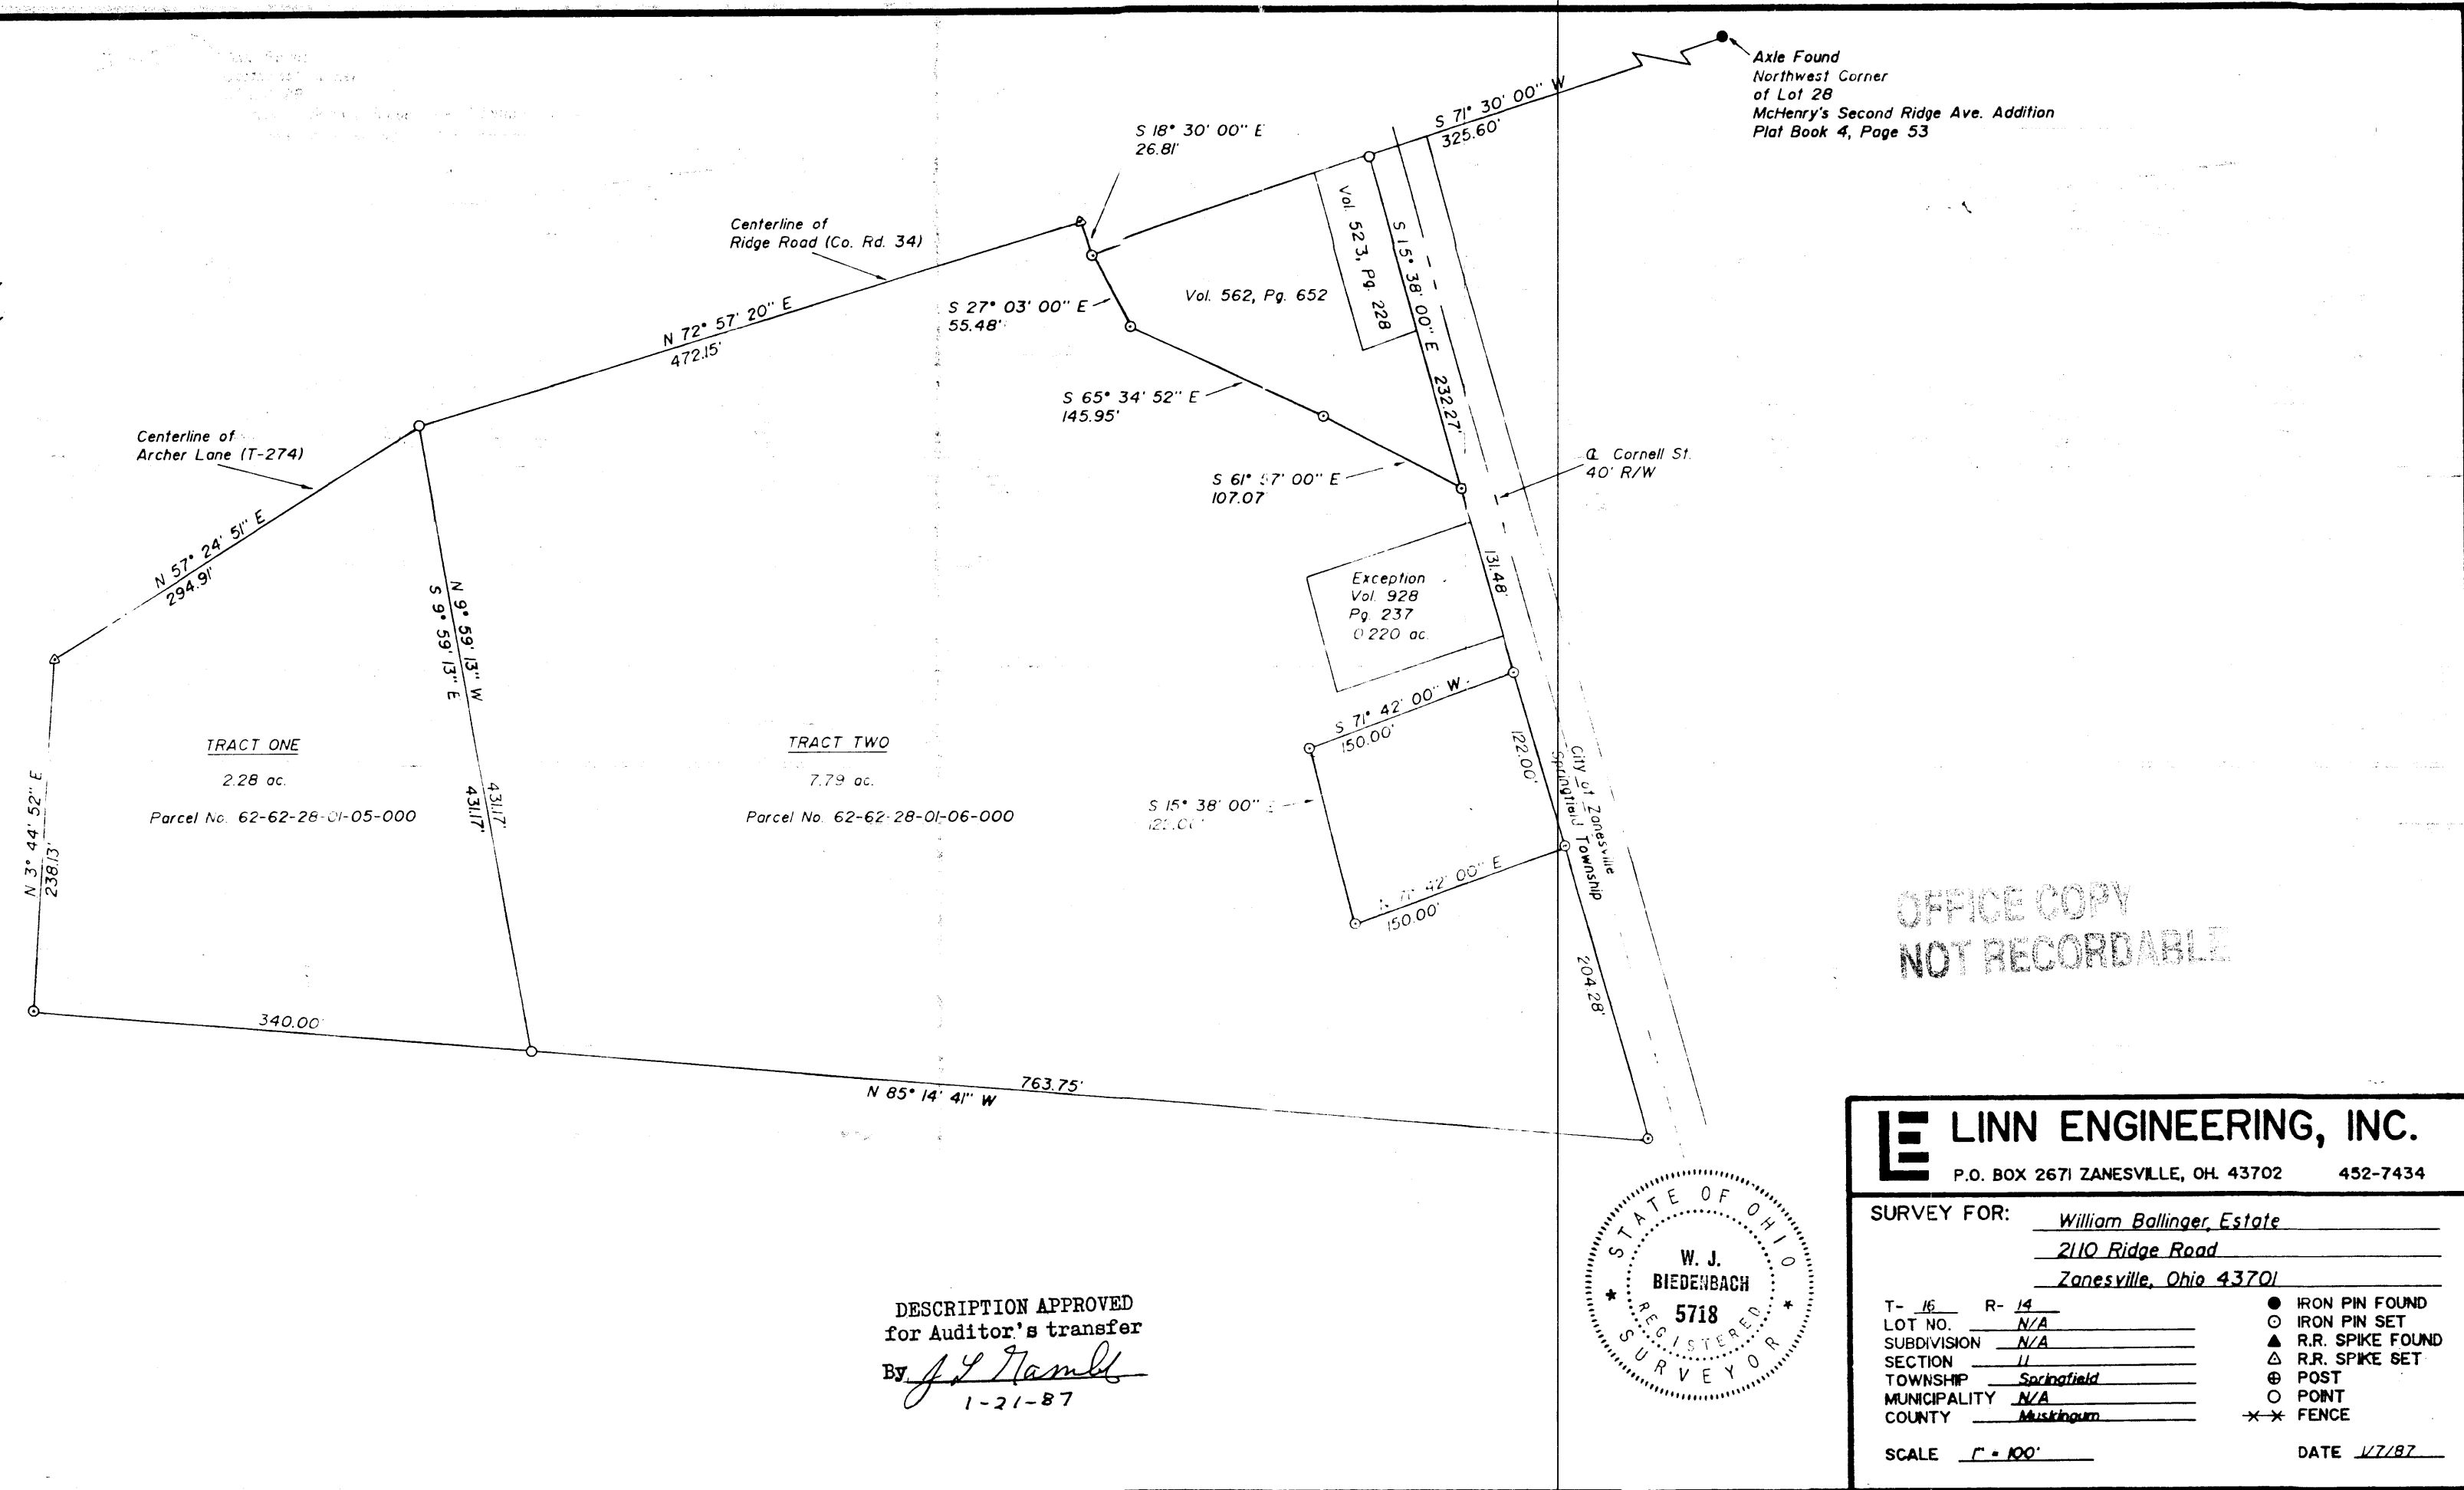 Axle Found
Northwest Corner
of Lot 28
McHenry's Second Ridge Ave. Addition
Plat Book 4, Page 53
S 71° 30' 00" W
325.60'
S 18° 30' 00" E
26.81'
Centerline of
Ridge Road (Co. Rd. 34)
N 72° 57' 20" E
472.15'
S 27° 03' 00" E
55.48'
Vol. 562, Pg. 652
Vol. 523, Pg. 228
S 15° 38' 00" E 232.27'
S 65° 34' 52" E
145.95'
Centerline of
Archer Lane (T-274)
S 61° 57' 00" E
107.07'
Cornell St.
40' R/W
N 57° 24' 51" E
294.91'
N 9° 59' 13" W
S 9° 59' 13" E
431.17'
431.17'
131.48'
Exception
Vol. 928
Pg. 237
0.220 ac.
S 71° 42' 00" W
150.00'
122.00'
City of Zanesville
Springfield Township
TRACT ONE
2.28 ac.
Parcel No. 62-62-28-01-05-000
TRACT TWO
7.79 ac.
Parcel No. 62-62-28-01-06-000
S 15° 38' 00" E
N 71° 42' 00" E
150.00'
N 3° 44' 52" E
238.13'
204.28'
340.00'
763.75'
N 85° 14' 41" W
OFFICE COPY
NOT RECORDABLE
LE LINN ENGINEERING, INC.
P.O. BOX 2671 ZANESVILLE, OH. 43702 452-7434
SURVEY FOR: William Ballinger, Estate
2110 Ridge Road
Zanesville, Ohio 43701
T- 16 R- 14
LOT NO. N/A
SUBDIVISION N/A
SECTION 11
TOWNSHIP Springfield
MUNICIPALITY N/A
COUNTY Muskingum
SCALE 1" = 100'
IRON PIN FOUND
IRON PIN SET
R.R. SPIKE FOUND
R.R. SPIKE SET
POST
POINT
FENCE
DATE 1/7/87
STATE OF OHIO
W. J.
BIEDENBACH
5718
REGISTERED
SURVEYOR
DESCRIPTION APPROVED
for Auditor's transfer
By
1-21-87